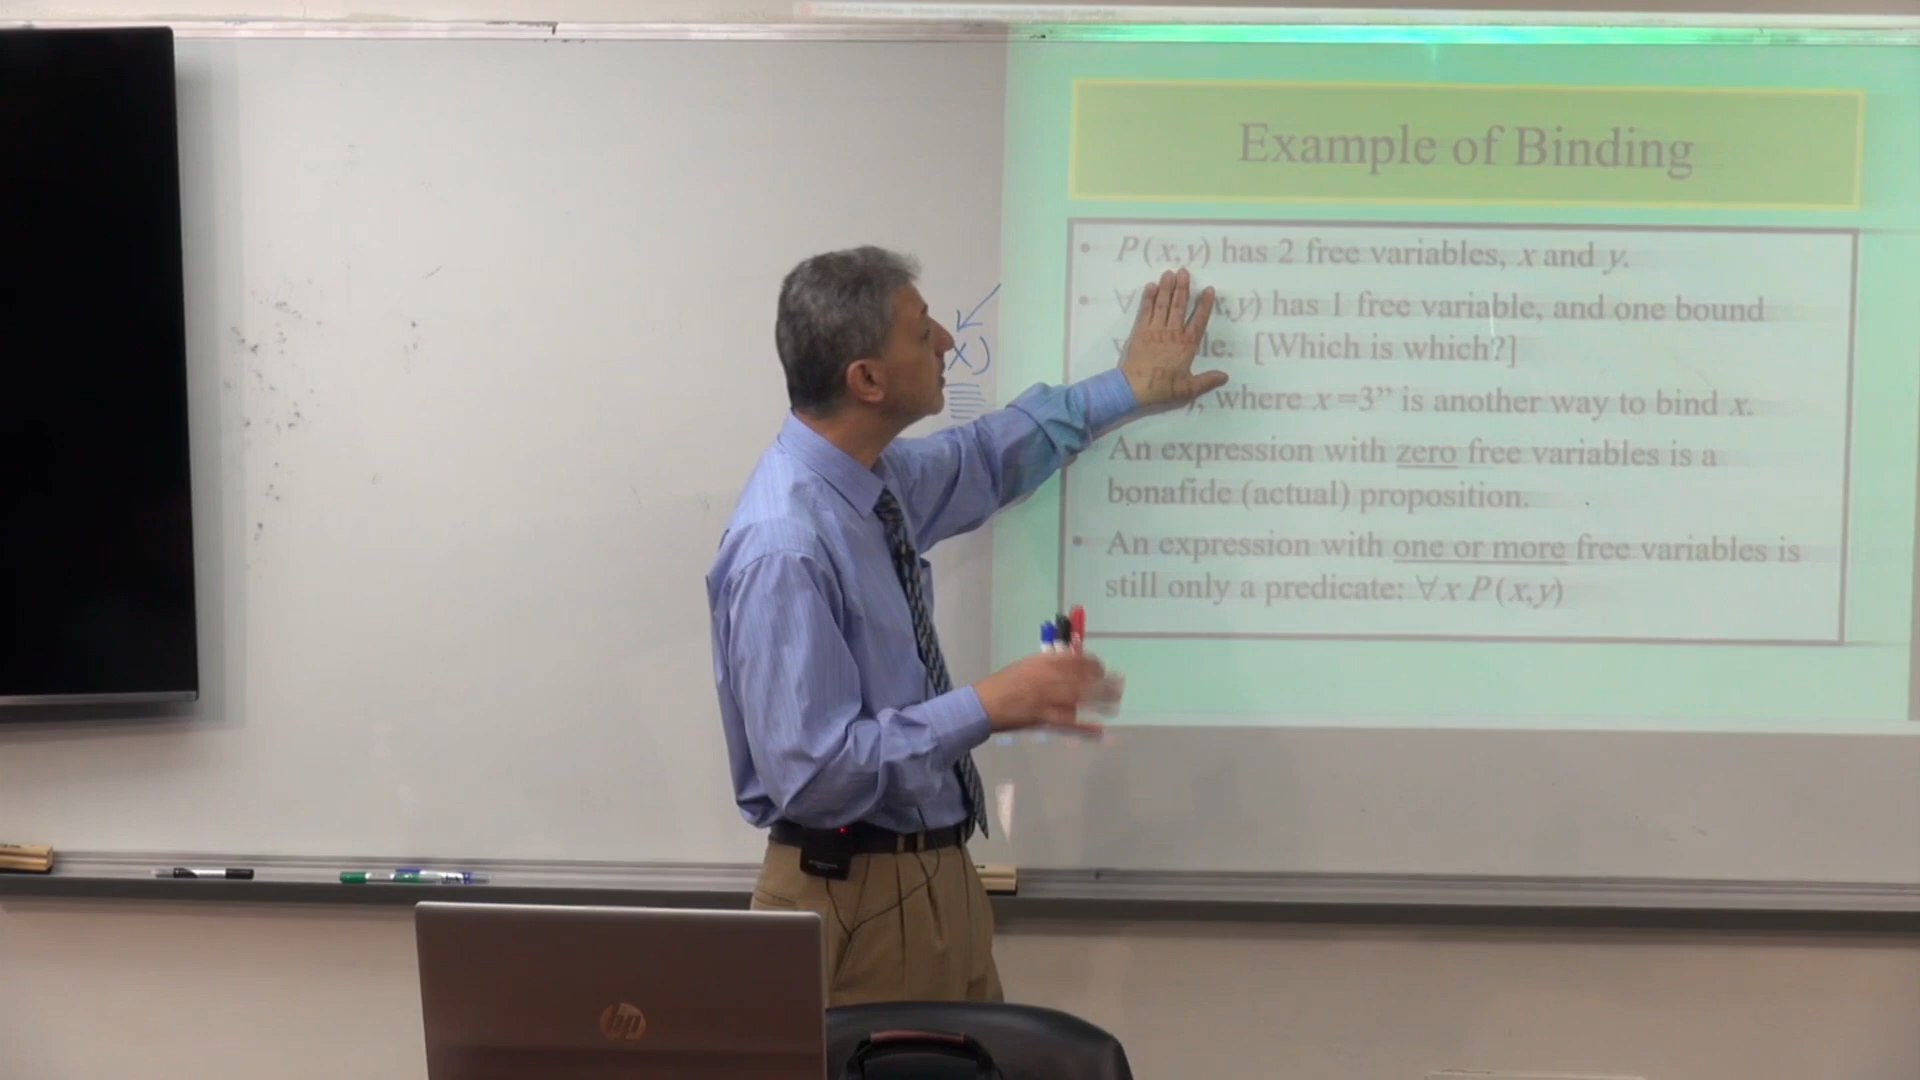 Example of Binding
• P(x,y) has 2 free variables, x and y.
• ∀ x,y) has 1 free variable, and one bound
[Which is which?]
where x=3” is another way to bind x.
An expression with zero free variables is a
bonafide (actual) proposition.
• An expression with one or more free variables is
still only a predicate: ∀x P(x,y)
x)
hp